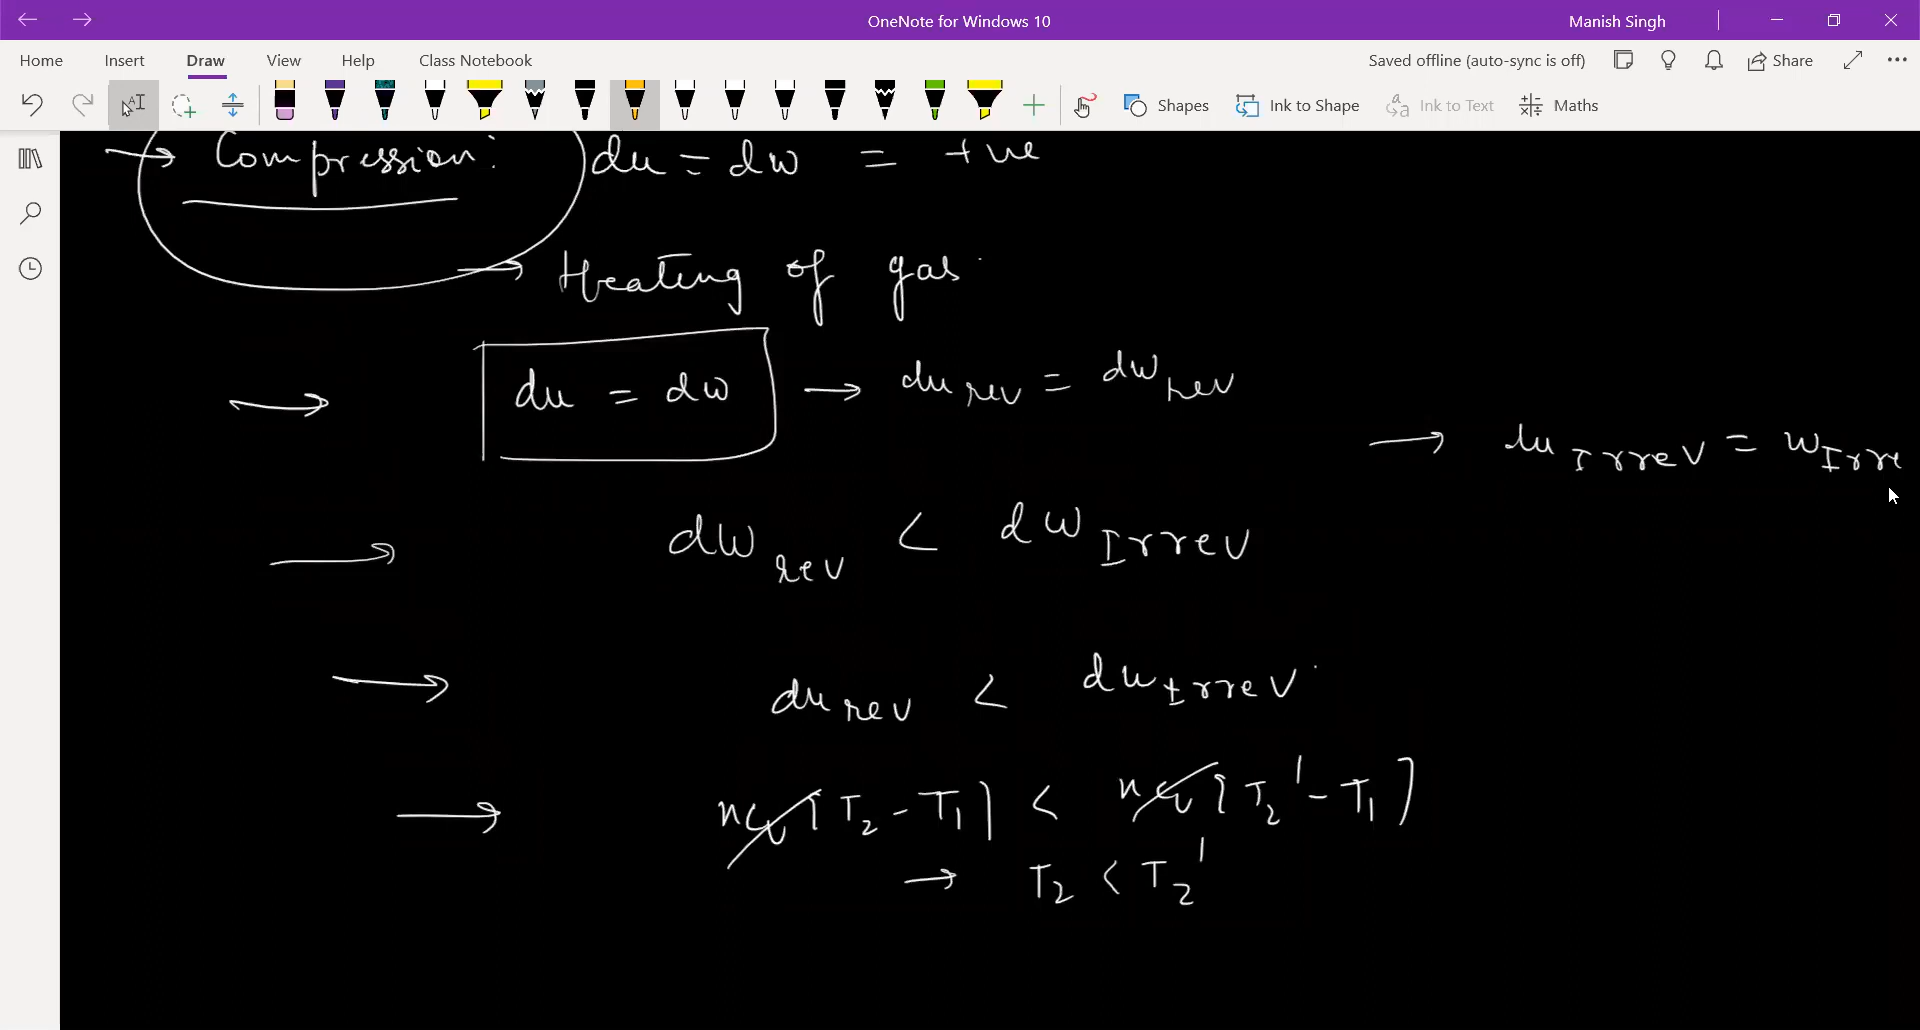 OneNote for Windows 10
Manish Singh
Home Insert Draw View Help Class Notebook
Saved offline (auto-sync is off) Share
Shapes Ink to Shape Ink to Text Maths
→ Compression: du = dw = +ve
→ Heating of gas
→ du = dw → du rev = dw rev
→ du Irrev = w Irre
→ dw rev < dw Irrev
→ du rev < du Irrev
→ nCv [T2 - T1] < nCv [T2' - T1]
→ T2 < T2'